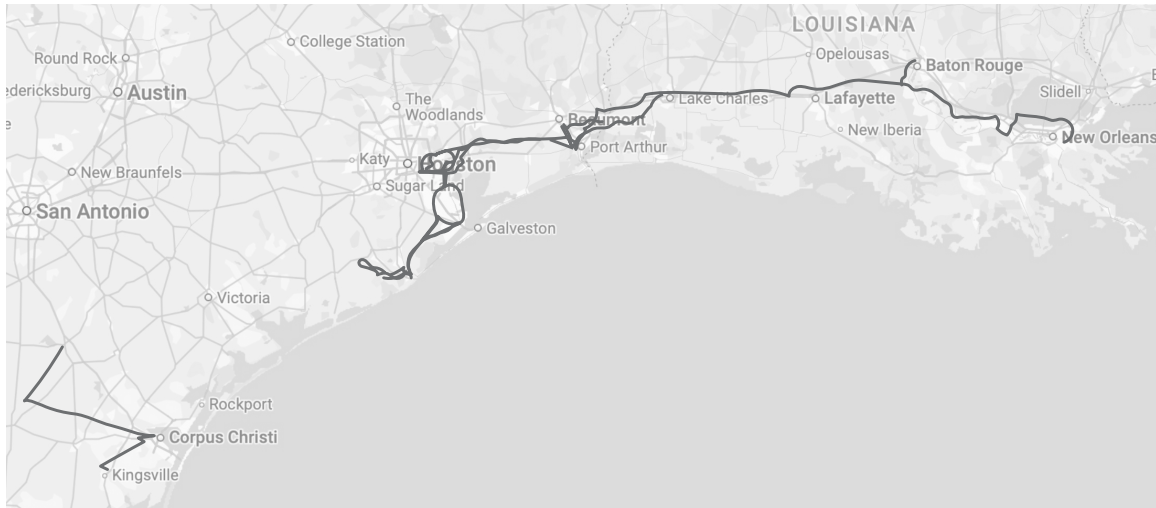 LOUISIANA
College Station
Opelousas
Round Rock
Baton Rouge
edericksburg
Austin
Slidell
The
Woodlands
Lake Charles
Lafayette
Beaumont
e
New Iberia
New Orleans
Port Arthur
Katy
Houston
New Braunfels
Sugar Land
San Antonio
Galveston
Victoria
Rockport
Corpus Christi
Kingsville